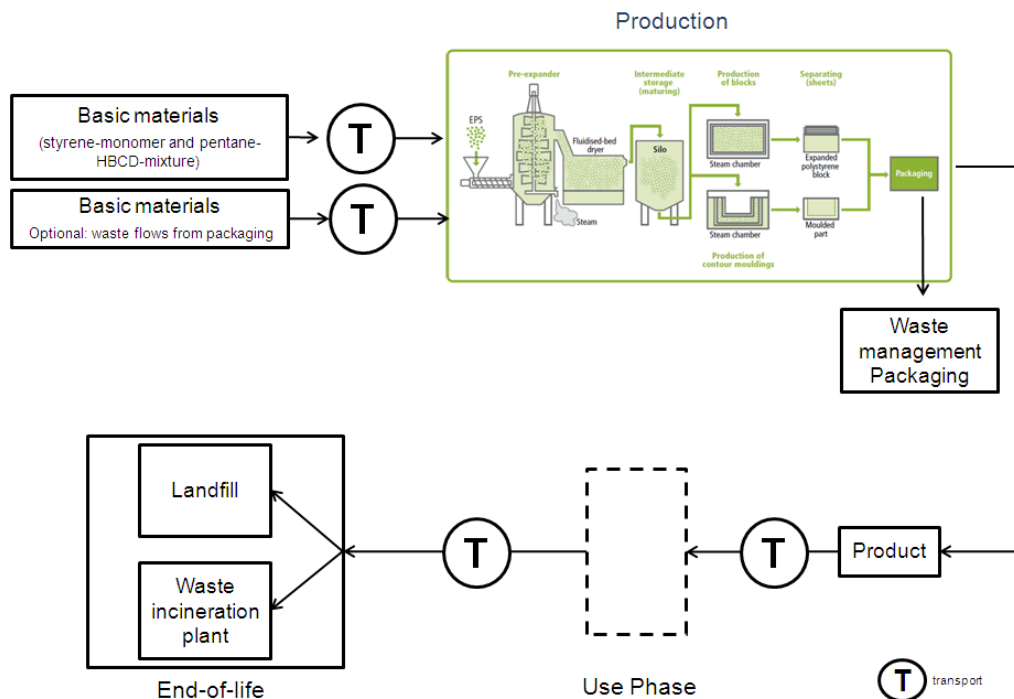 Production
Basic materials
(styrene-monomer and pentane-
HBCD-mixture)
T
Basic materials
Optional: waste flows from packaging
T
Pre-expander
EPS
Fluidised-bed
dryer
Steam
Intermediate
storage
(maturing)
Silo
Production
of blocks
Steam chamber
Steam chamber
Production of
contour mouldings
Separating
(sheets)
Expanded
polystyrene
block
Moulded
part
Packaging
Waste
management
Packaging
Landfill
Waste
incineration
plant
End-of-life
T
Use Phase
T
Product
T transport